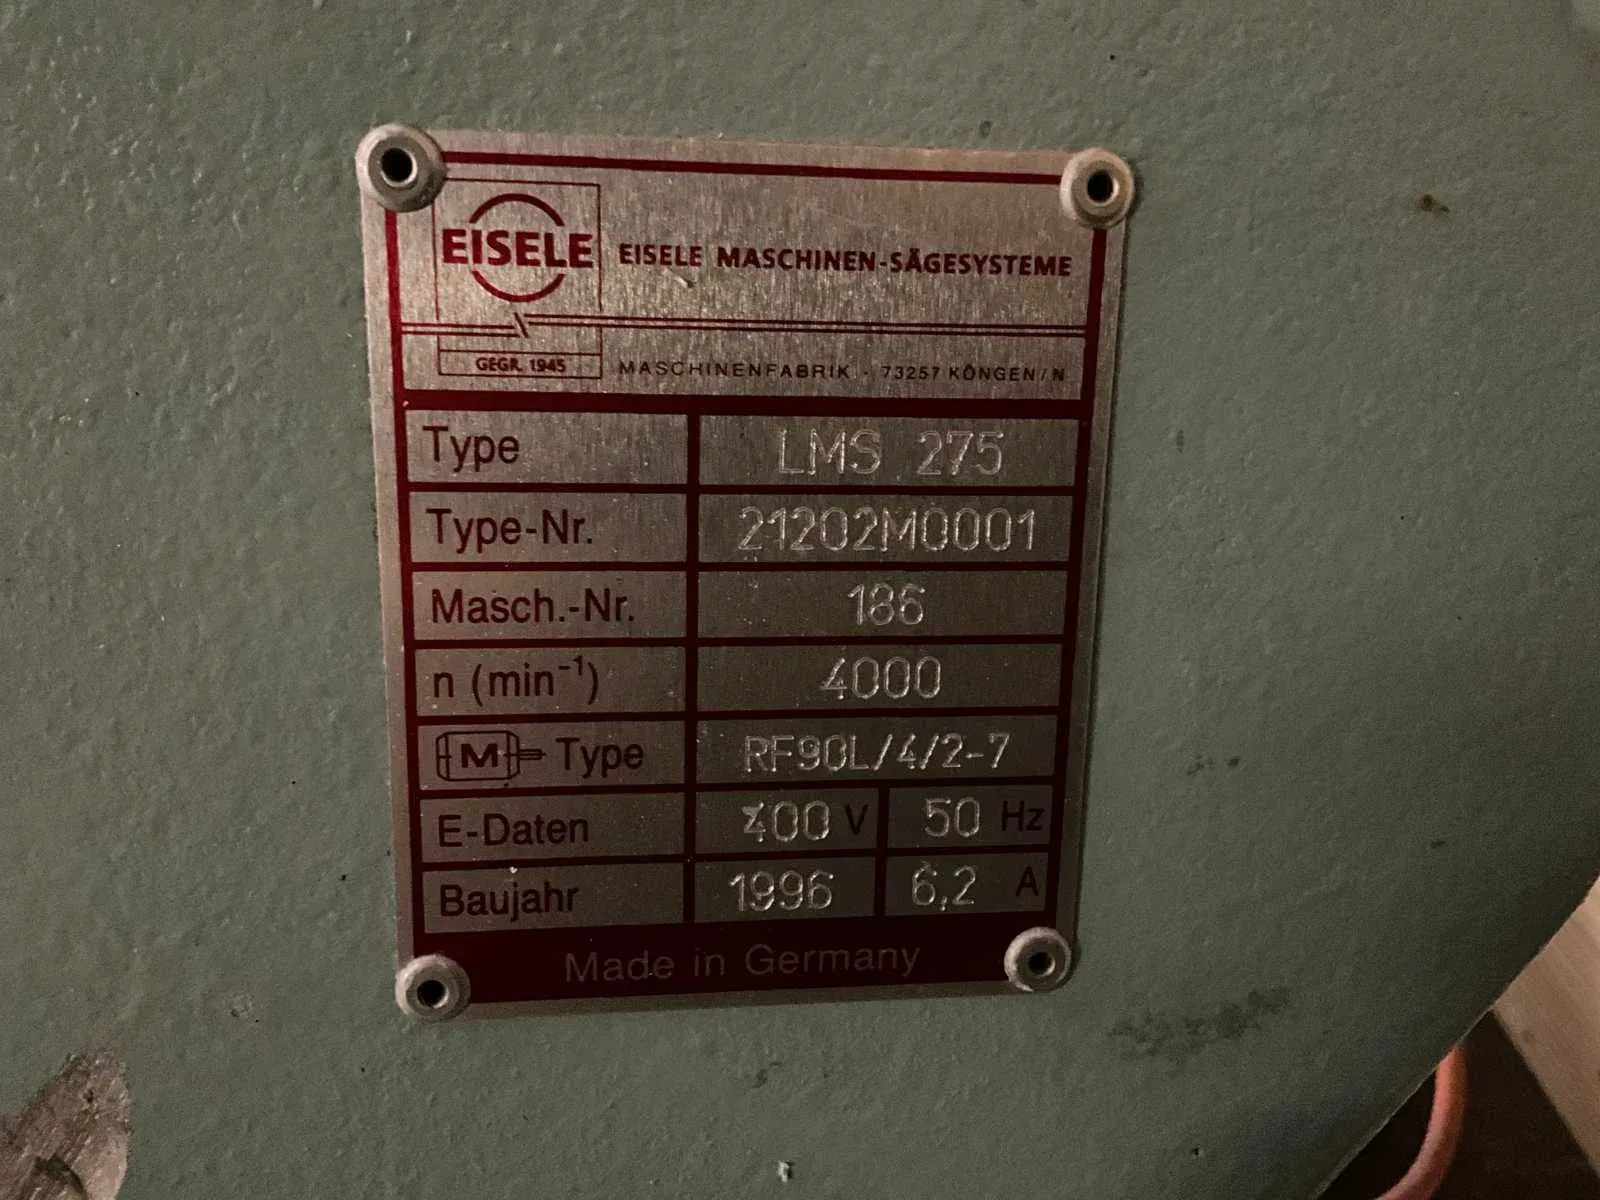 EISELE
EISELE MASCHINEN-SÄGESYSTEME
GEGR. 1945
MASCHINENFABRIK · 73257 KÖNGEN/N
Type LMS 275
Type-Nr. 21202M0001
Masch.-Nr. 186
n (min⁻¹) 4000
M Type RF90L/4/2-7
E-Daten 400 V 50 Hz
Baujahr 1996 6,2 A
Made in Germany